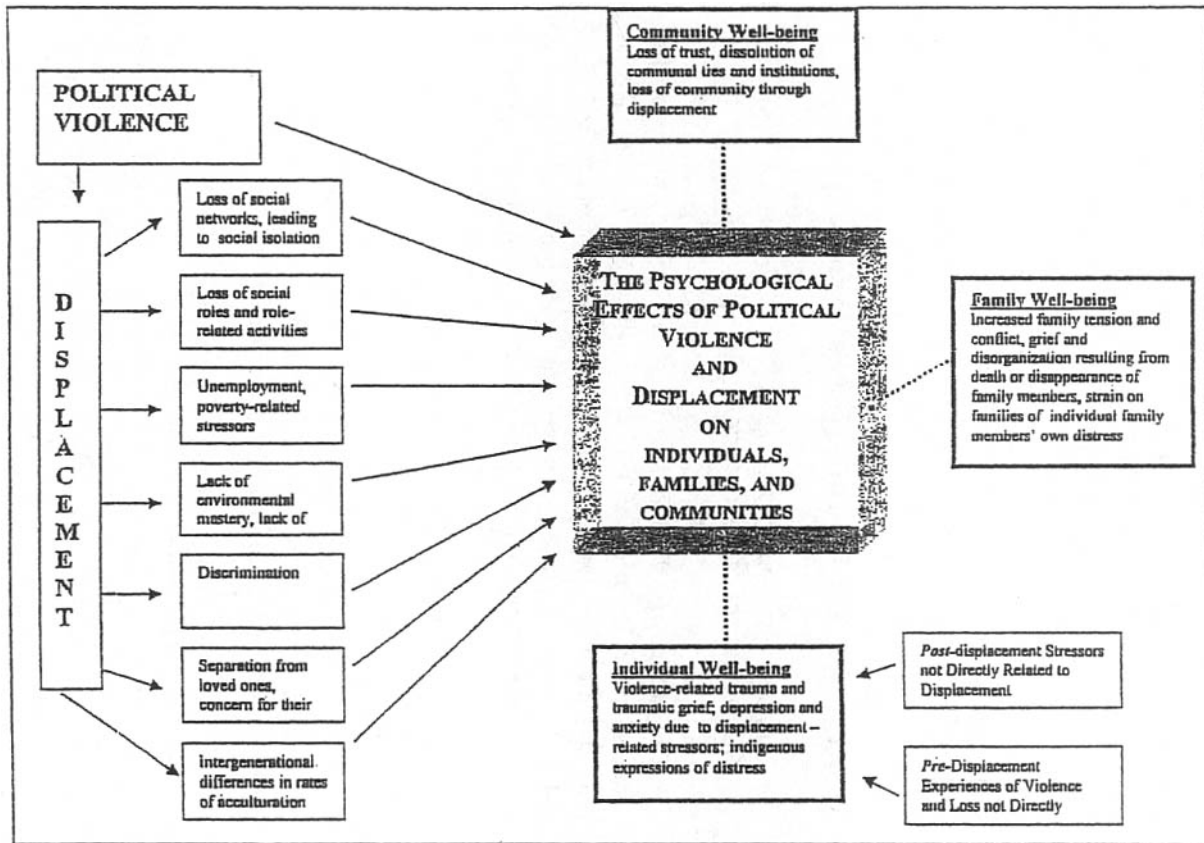 POLITICAL
VIOLENCE
DISPLACEMENT
Loss of social
networks, leading
to social isolation
Loss of social
roles and role-
related activities
Unemployment,
poverty-related
stressors
Lack of
environmental
mastery, lack of
Discrimination
Separation from
loved ones,
concern for their
Intergenerational
differences in rates
of acculturation
THE PSYCHOLOGICAL
EFFECTS OF POLITICAL
VIOLENCE
AND
DISPLACEMENT
ON
INDIVIDUALS,
FAMILIES, AND
COMMUNITIES
Community Well-being
Loss of trust, dissolution of
communal ties and institutions,
loss of community through
displacement
Family Well-being
Increased family tension and
conflict, grief and
disorganization resulting from
death or disappearance of
family members, strain on
families of individual family
members' own distress
Individual Well-being
Violence-related trauma and
traumatic grief; depression and
anxiety due to displacement–
related stressors; indigenous
expressions of distress
Post-displacement Stressors
not Directly Related to
Displacement
Pre-Displacement
Experiences of Violence
and Loss not Directly